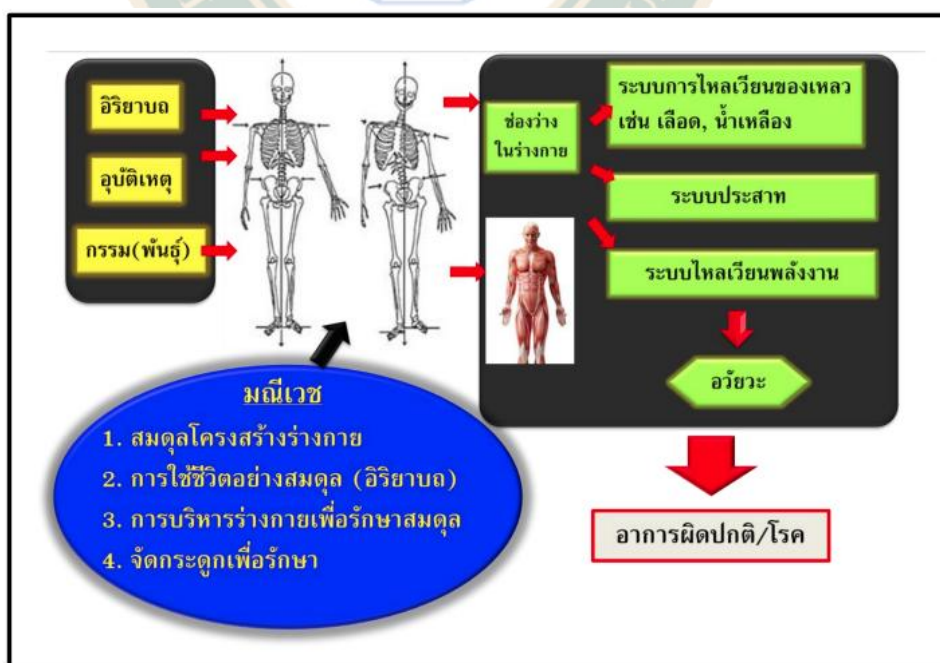 อิริยาบถ
อุบัติเหตุ
กรรม(พันธุ์)
ช่องว่าง
ในร่างกาย
ระบบการไหลเวียนของเหลว
เช่น เลือด, น้ำเหลือง
ระบบประสาท
ระบบไหลเวียนพลังงาน
อวัยวะ
มณีเวช
1. สมดุลโครงสร้างร่างกาย
2. การใช้ชีวิตอย่างสมดุล (อิริยาบถ)
3. การบริหารร่างกายเพื่อรักษาสมดุล
4. จัดกระดูกเพื่อรักษา
อาการผิดปกติ/โรค